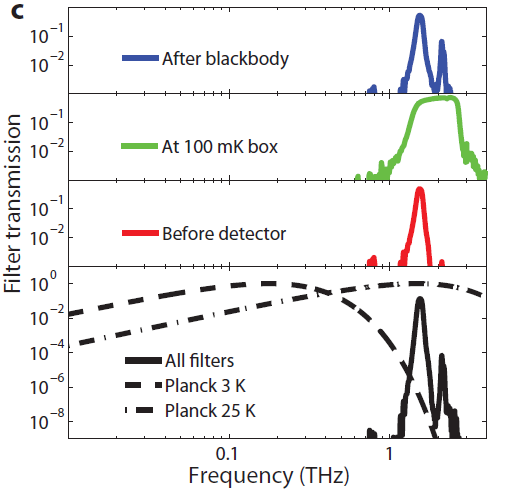 c
10⁻¹
10⁻²
After blackbody
10⁻¹
10⁻²
At 100 mK box
10⁻¹
10⁻²
Before detector
10⁰
10⁻²
10⁻⁴
10⁻⁶
10⁻⁸
All filters
Planck 3 K
Planck 25 K
Filter transmission
0.1
1
Frequency (THz)